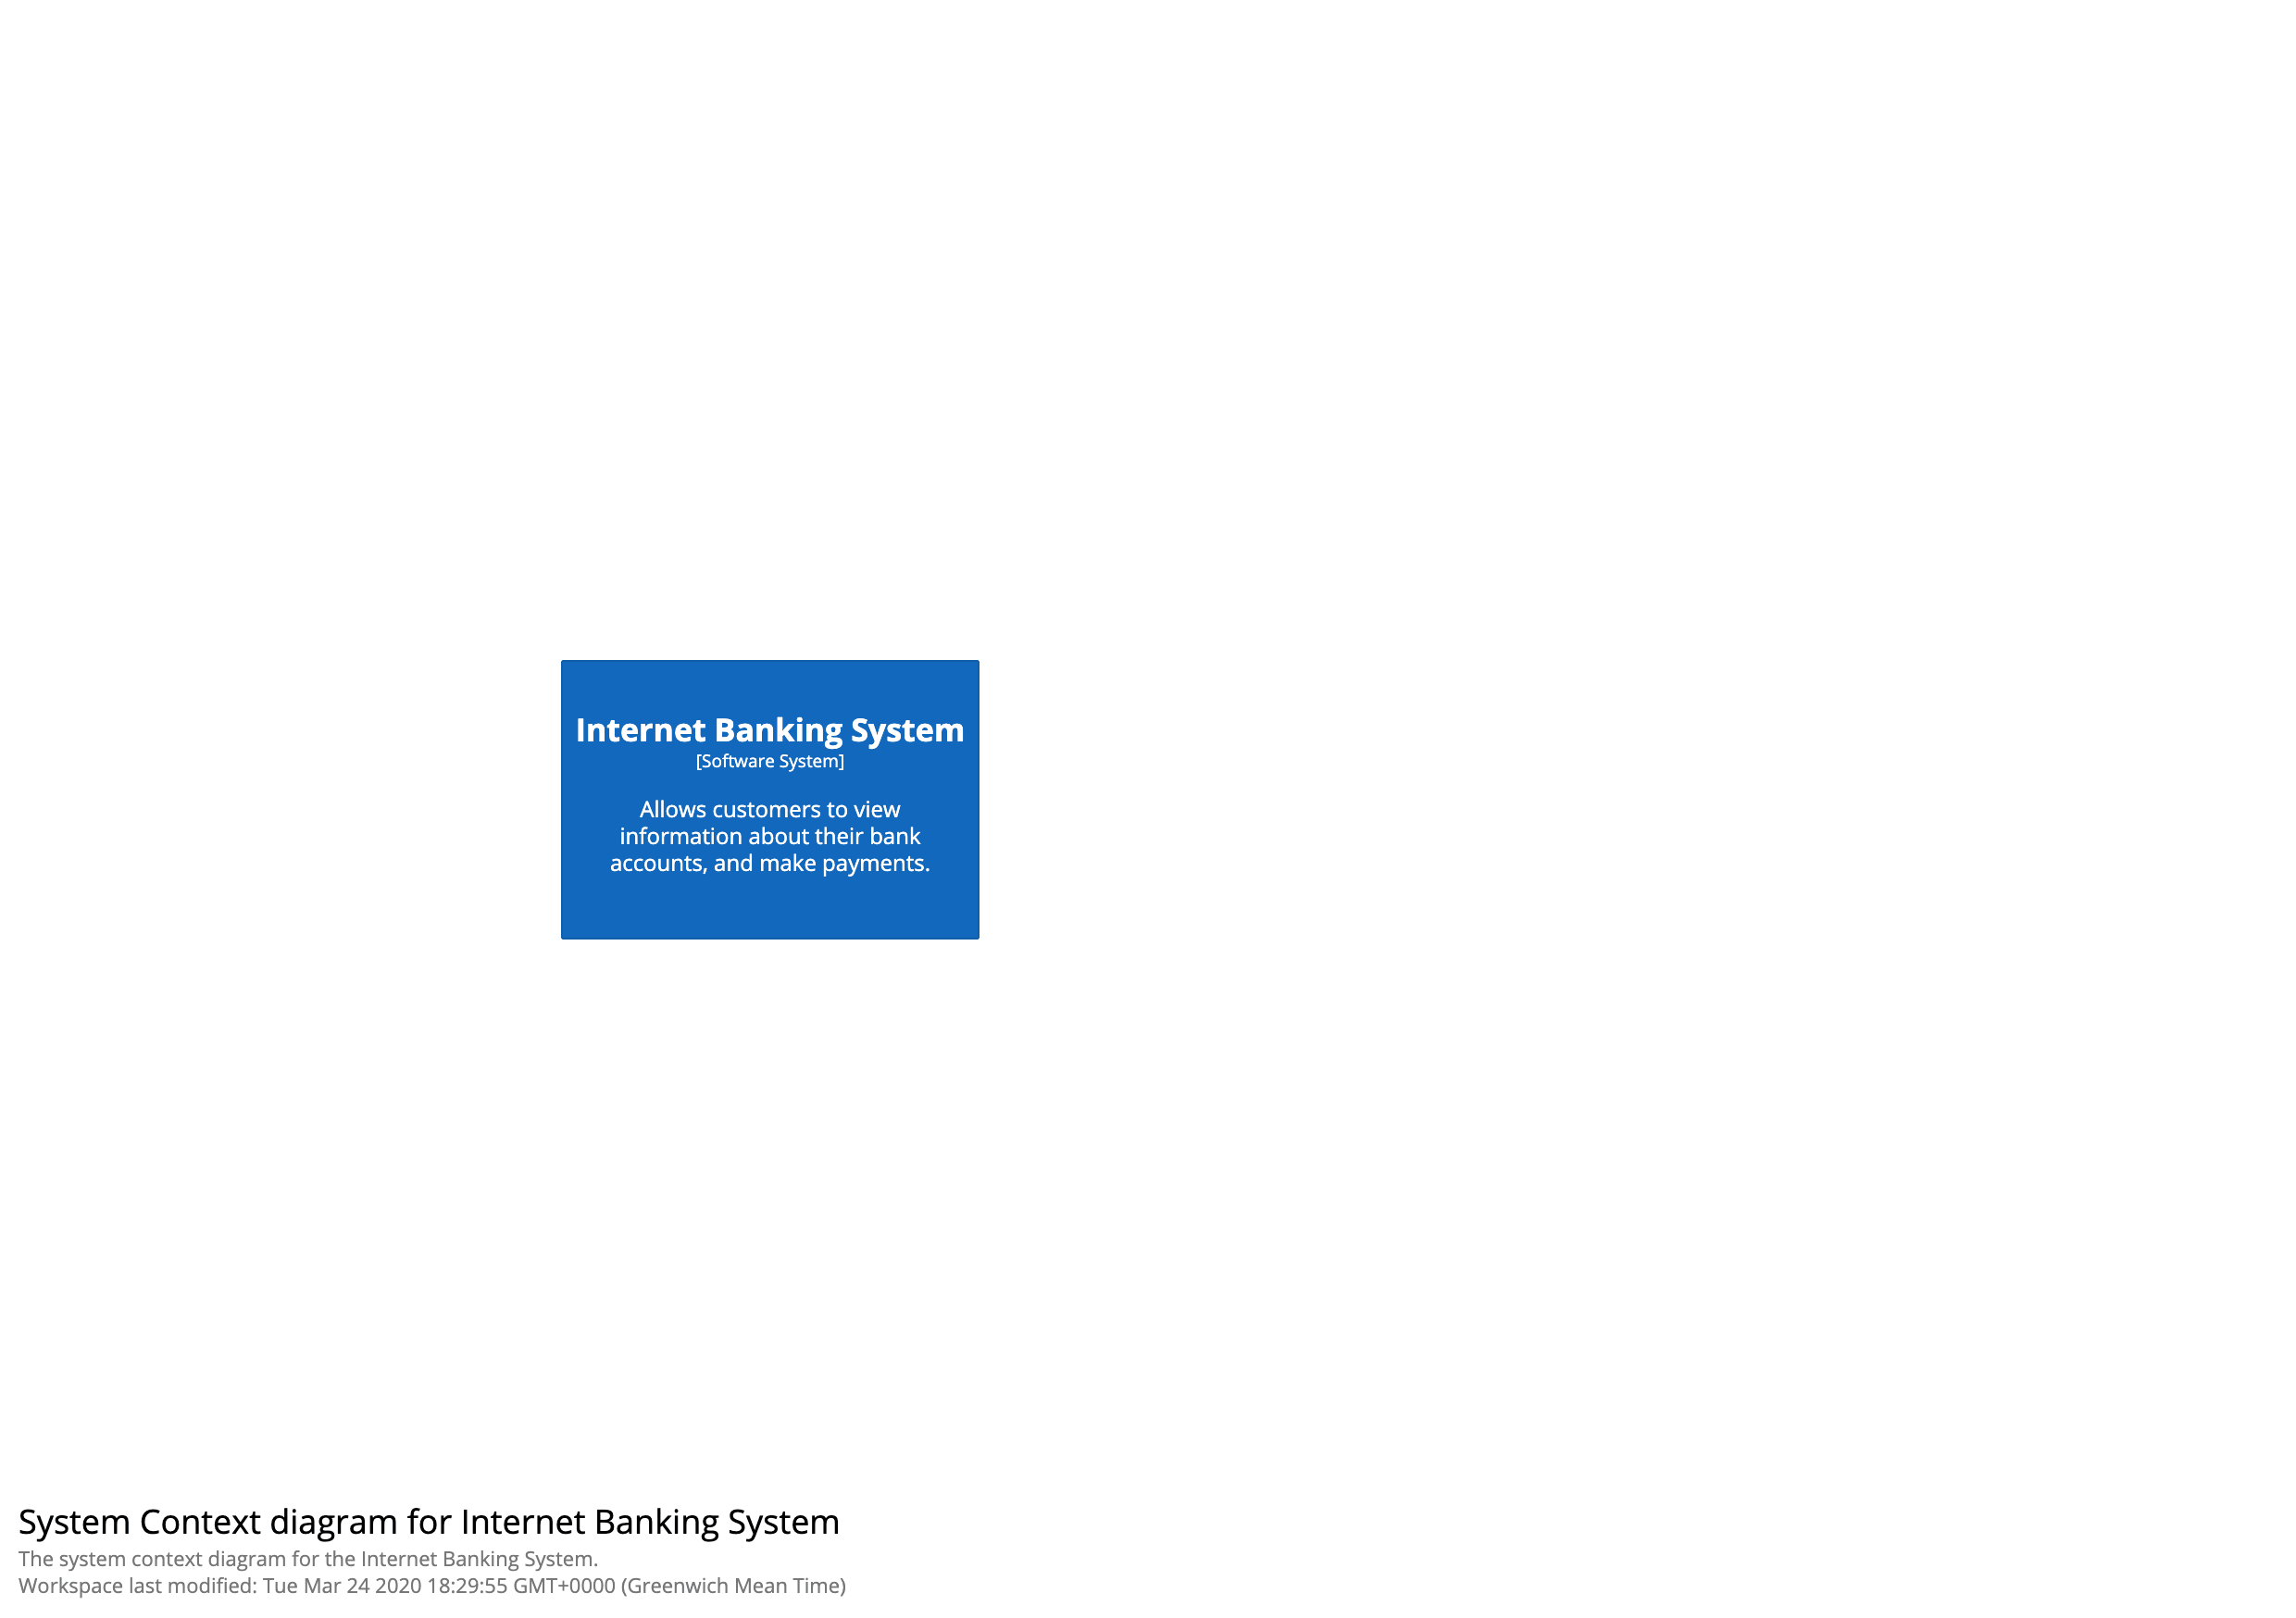 Internet Banking System
[Software System]
Allows customers to view
information about their bank
accounts, and make payments.
System Context diagram for Internet Banking System
The system context diagram for the Internet Banking System.
Workspace last modified: Tue Mar 24 2020 18:29:55 GMT+0000 (Greenwich Mean Time)